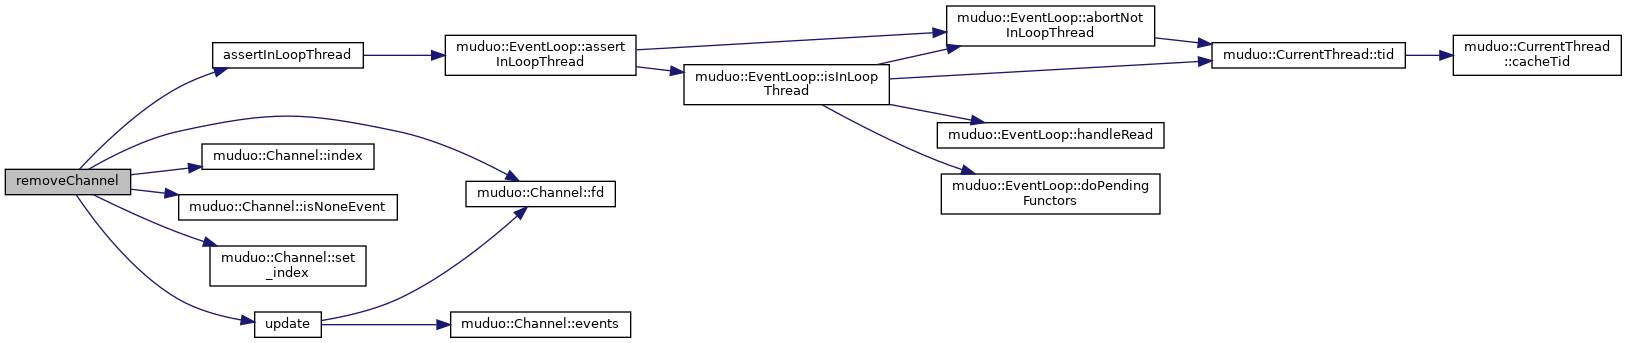 removeChannel
assertInLoopThread
muduo::EventLoop::assert
InLoopThread
muduo::EventLoop::abortNot
InLoopThread
muduo::EventLoop::isInLoop
Thread
muduo::CurrentThread::tid
muduo::CurrentThread
::cacheTid
muduo::EventLoop::handleRead
muduo::EventLoop::doPending
Functors
muduo::Channel::fd
muduo::Channel::index
muduo::Channel::isNoneEvent
muduo::Channel::set
_index
update
muduo::Channel::events